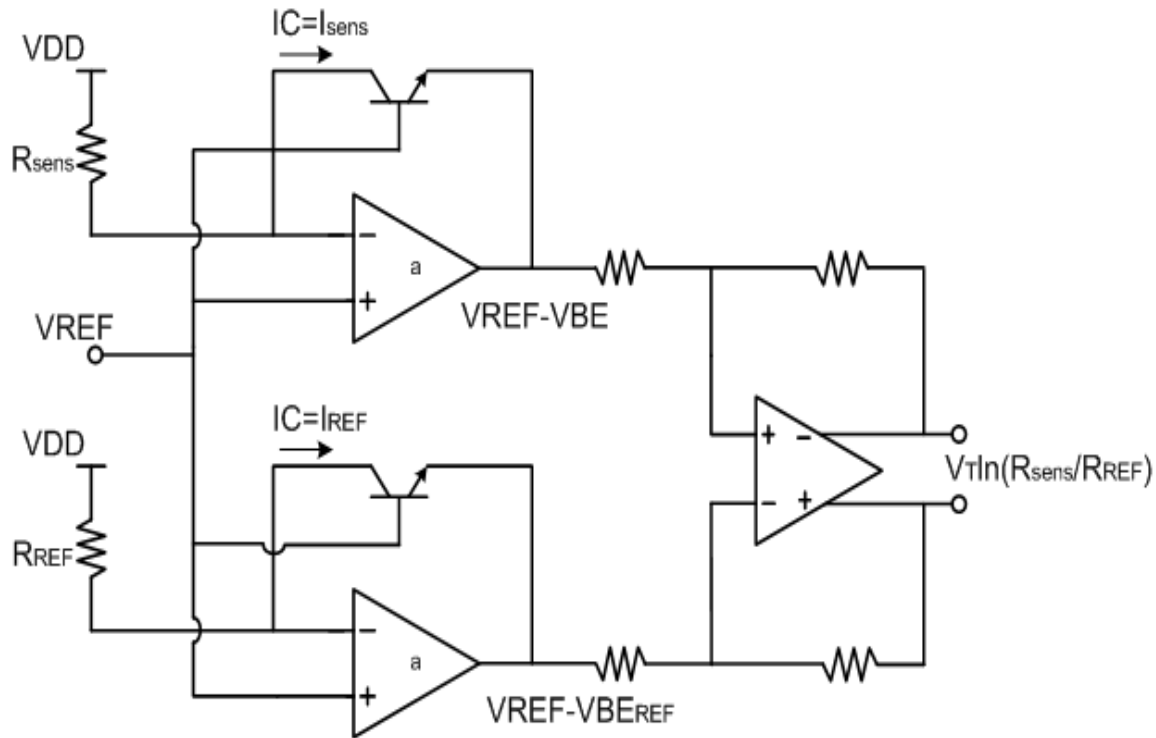 IC=Isens
VDD
Rsens
−
a
+
VREF-VBE
VREF
IC=IREF
VDD
+ −
− +
VTln(Rsens/RREF)
RREF
−
a
+
VREF-VBEREF